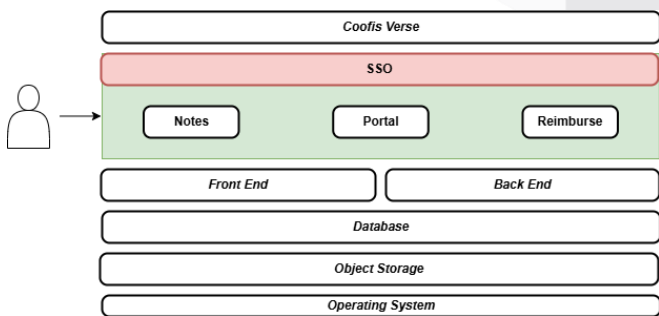 Coofis Verse
SSO
Notes Portal Reimburse
Front End Back End
Database
Object Storage
Operating System